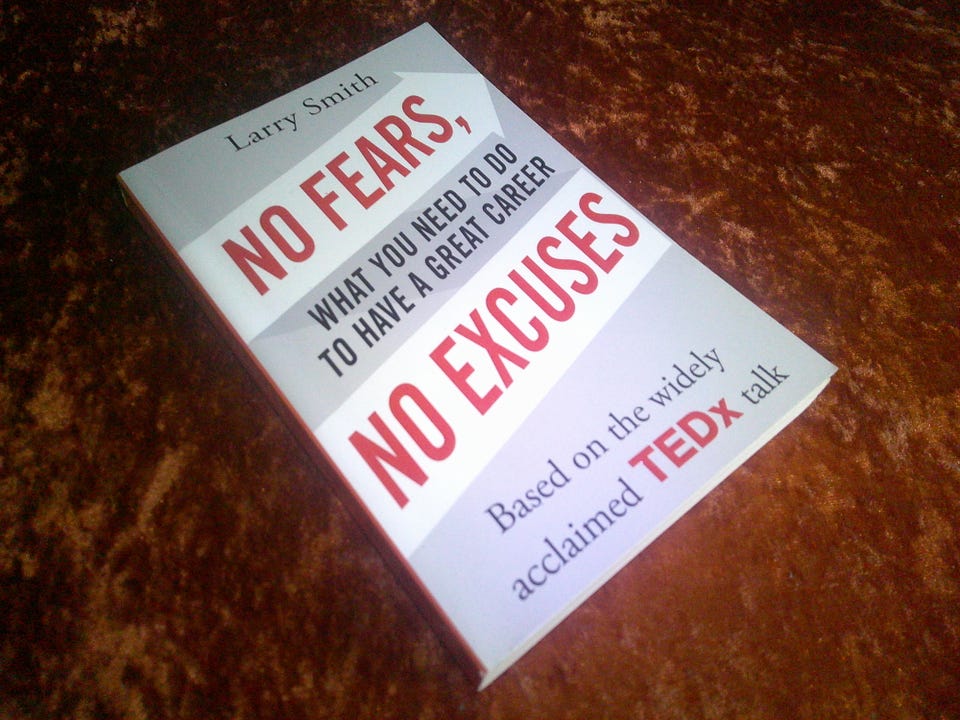 Larry Smith
NO FEARS,
WHAT YOU NEED TO DO
TO HAVE A GREAT CAREER
NO EXCUSES
Based on the widely
acclaimed TEDx talk